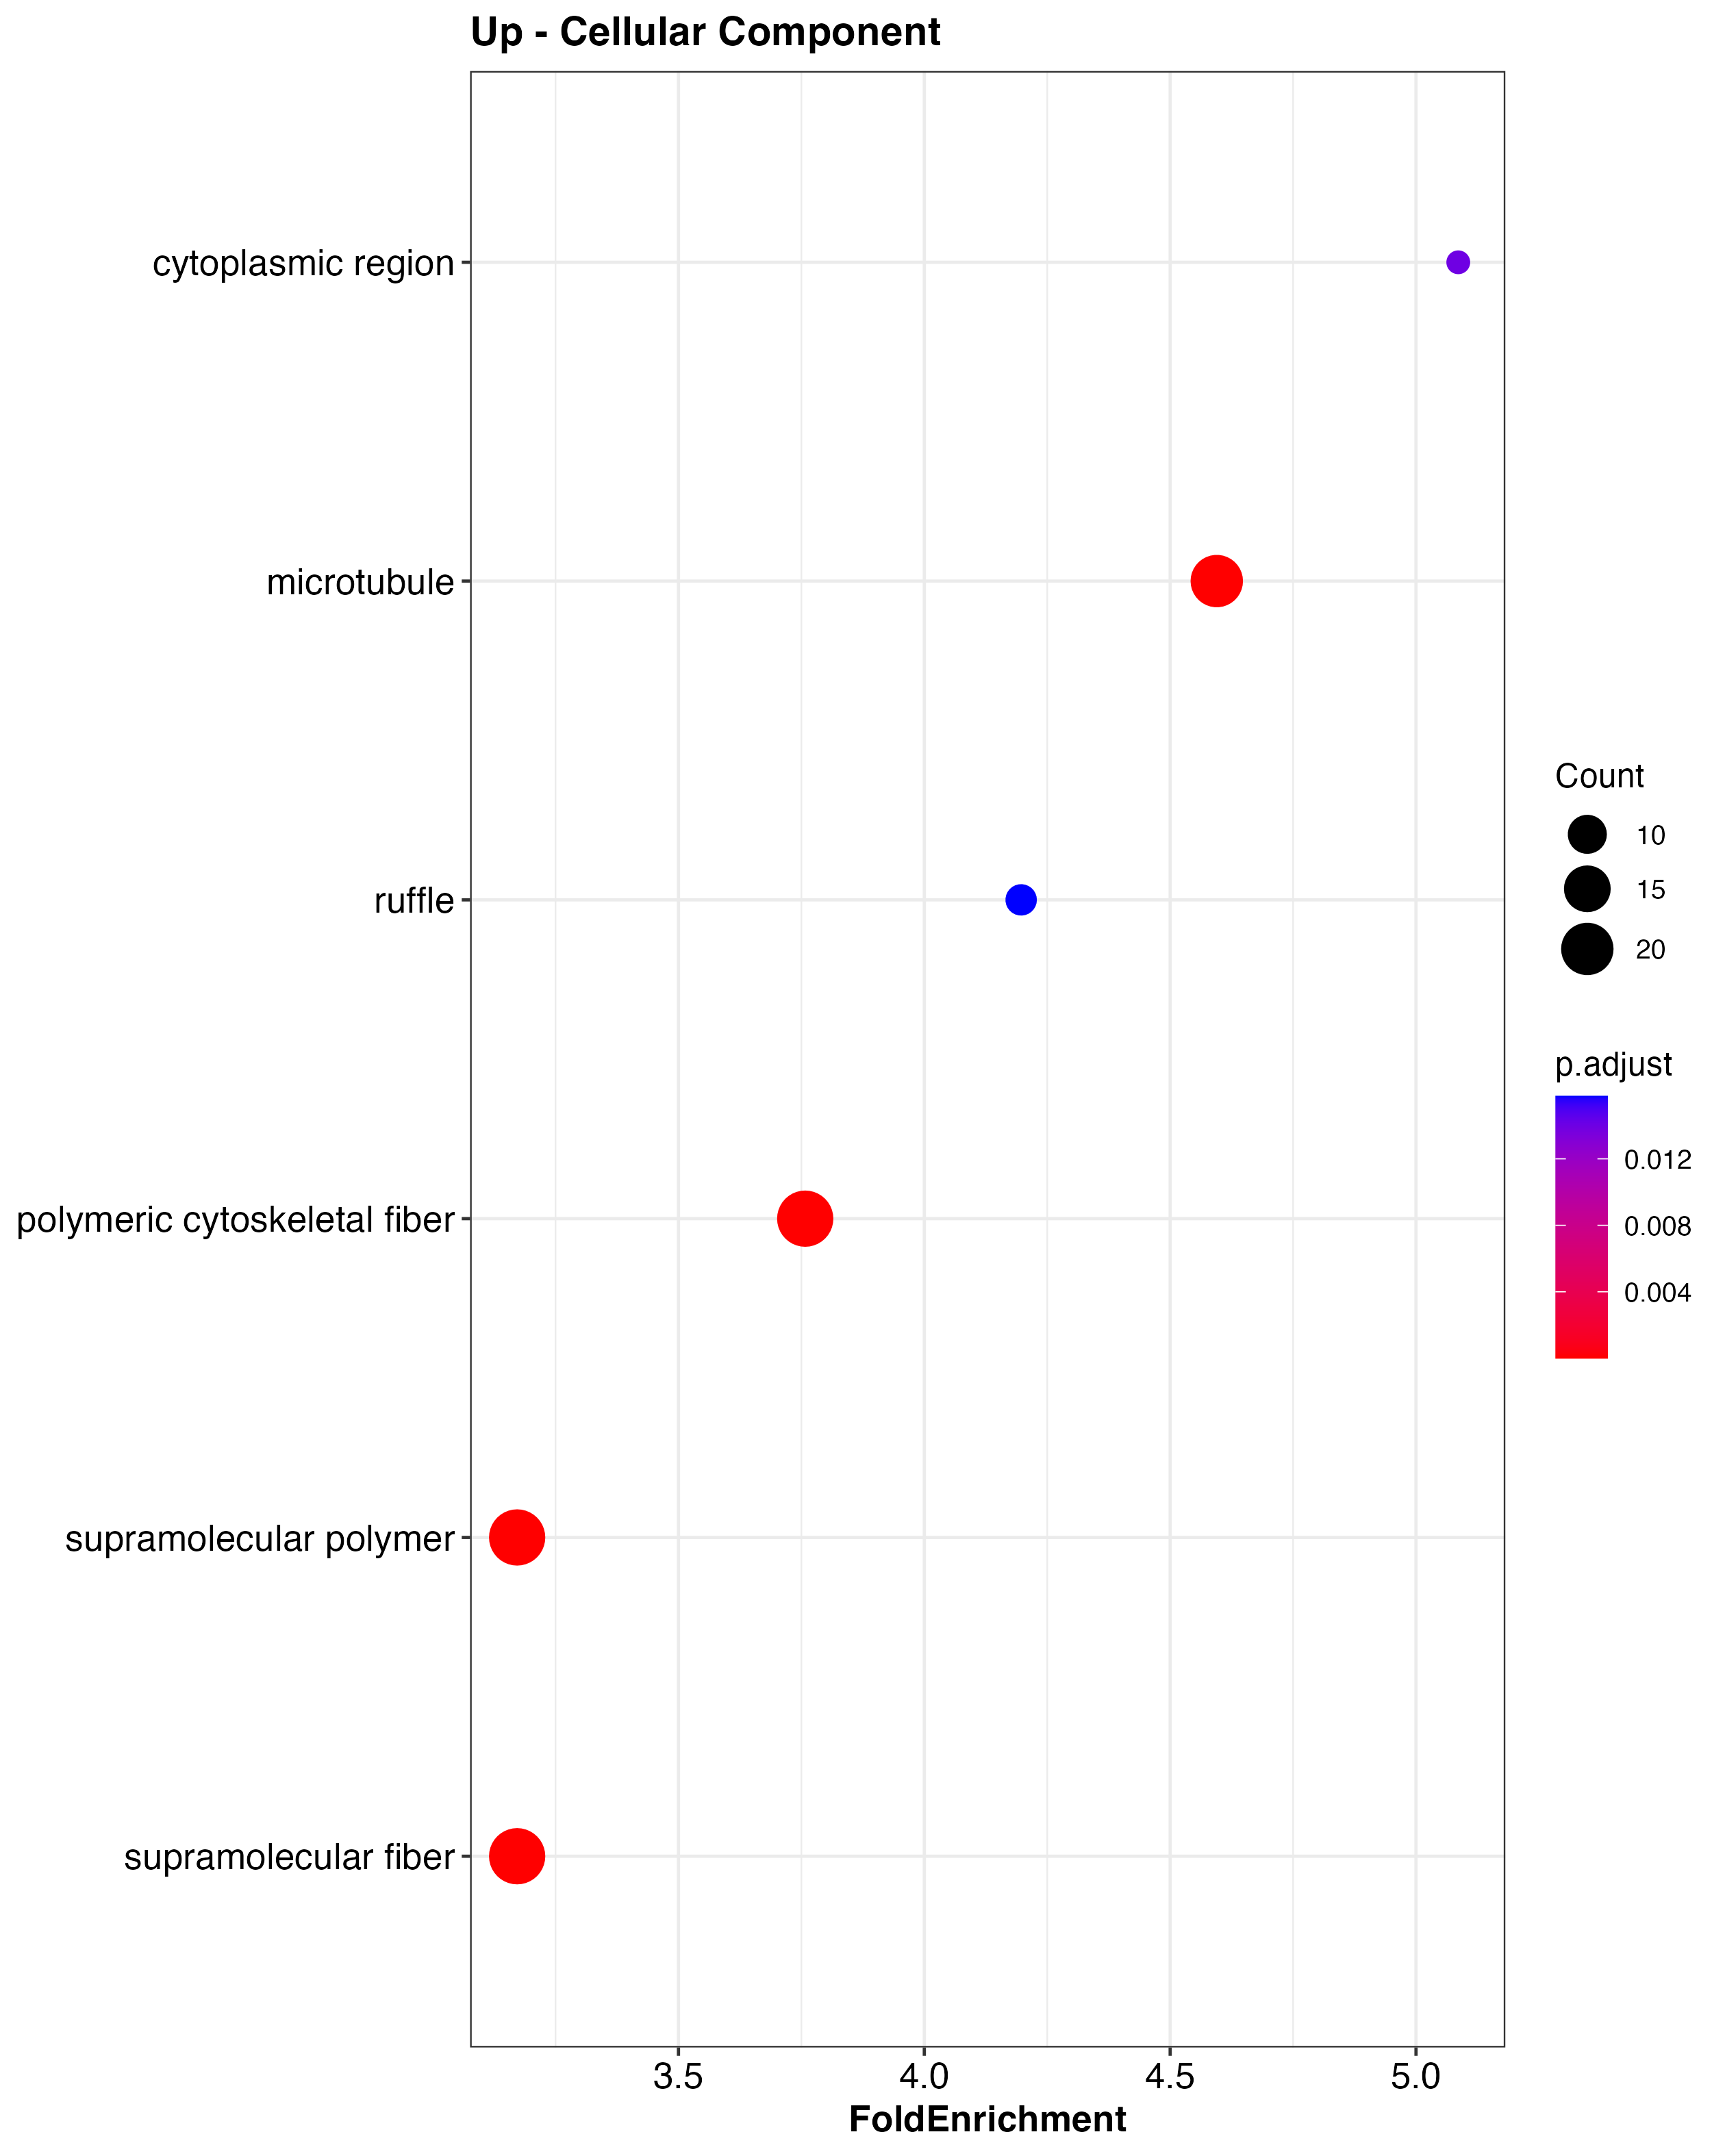 Up - Cellular Component
cytoplasmic region
microtubule
ruffle
polymeric cytoskeletal fiber
supramolecular polymer
supramolecular fiber
3.5
4.0
4.5
5.0
FoldEnrichment
Count
10
15
20
p.adjust
0.012
0.008
0.004